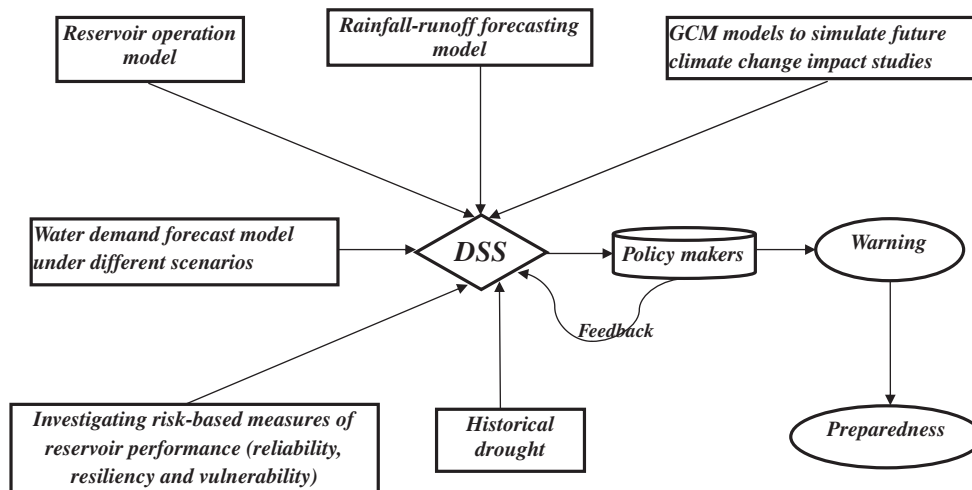 Reservoir operation
model
Rainfall-runoff forecasting
model
GCM models to simulate future
climate change impact studies
Water demand forecast model
under different scenarios
DSS
Policy makers
Warning
Feedback
Investigating risk-based measures of
reservoir performance (reliability,
resiliency and vulnerability)
Historical
drought
Preparedness